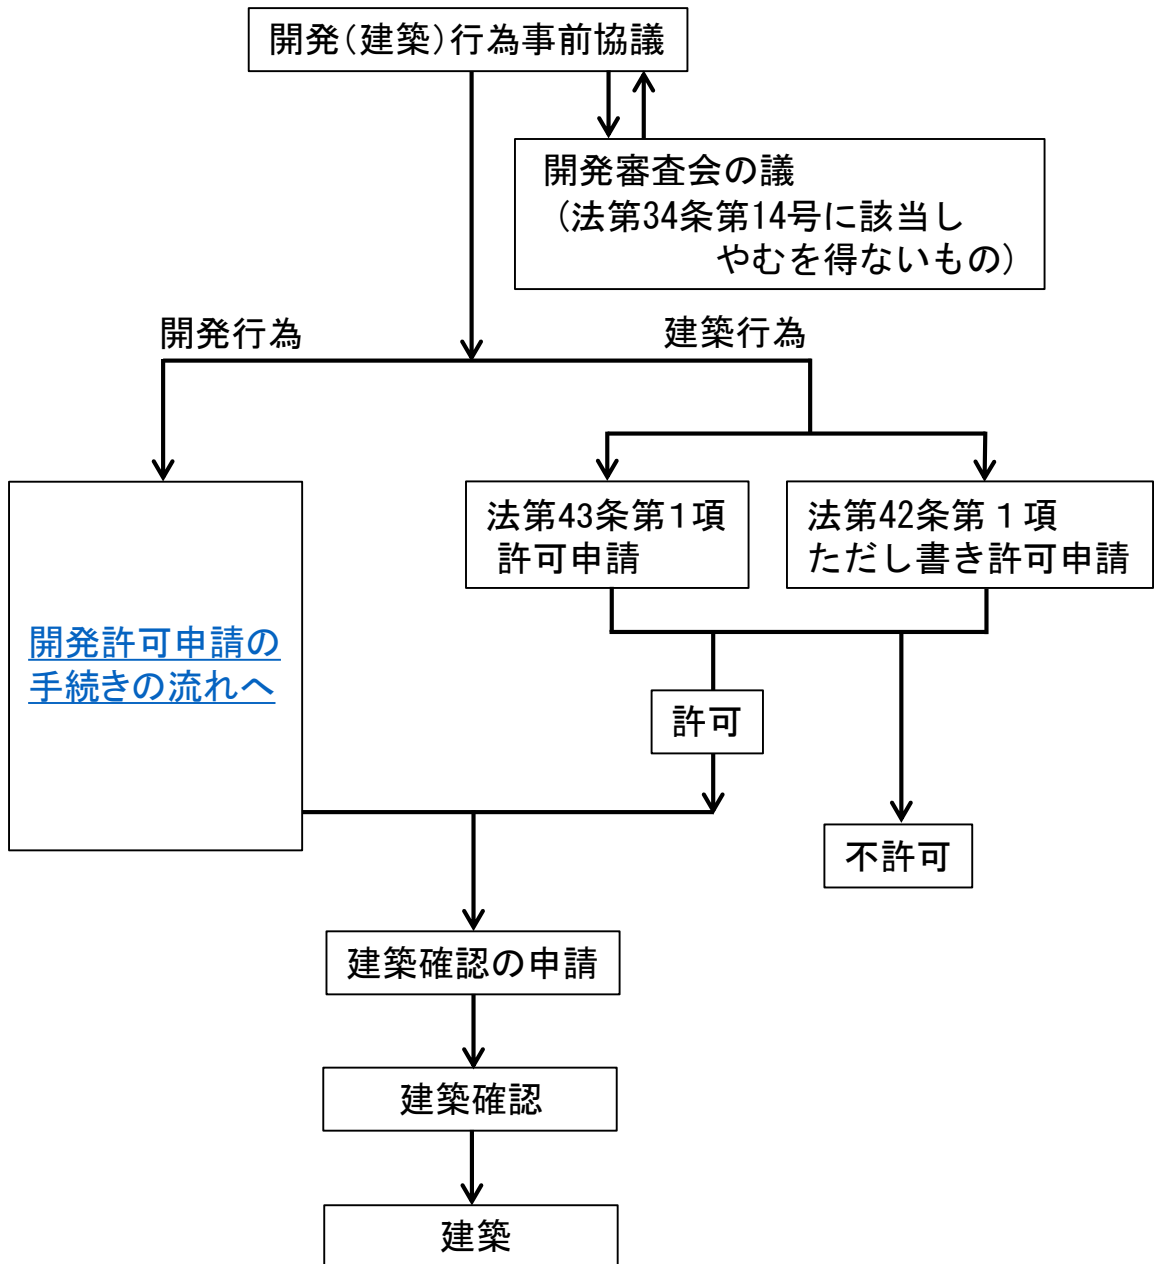 開発（建築）行為事前協議
開発審査会の議
（法第34条第14号に該当し
やむを得ないもの）
開発行為
建築行為
法第43条第１項
許可申請
法第42条第１項
ただし書き許可申請
開発許可申請の
手続きの流れへ
許可
不許可
建築確認の申請
建築確認
建築